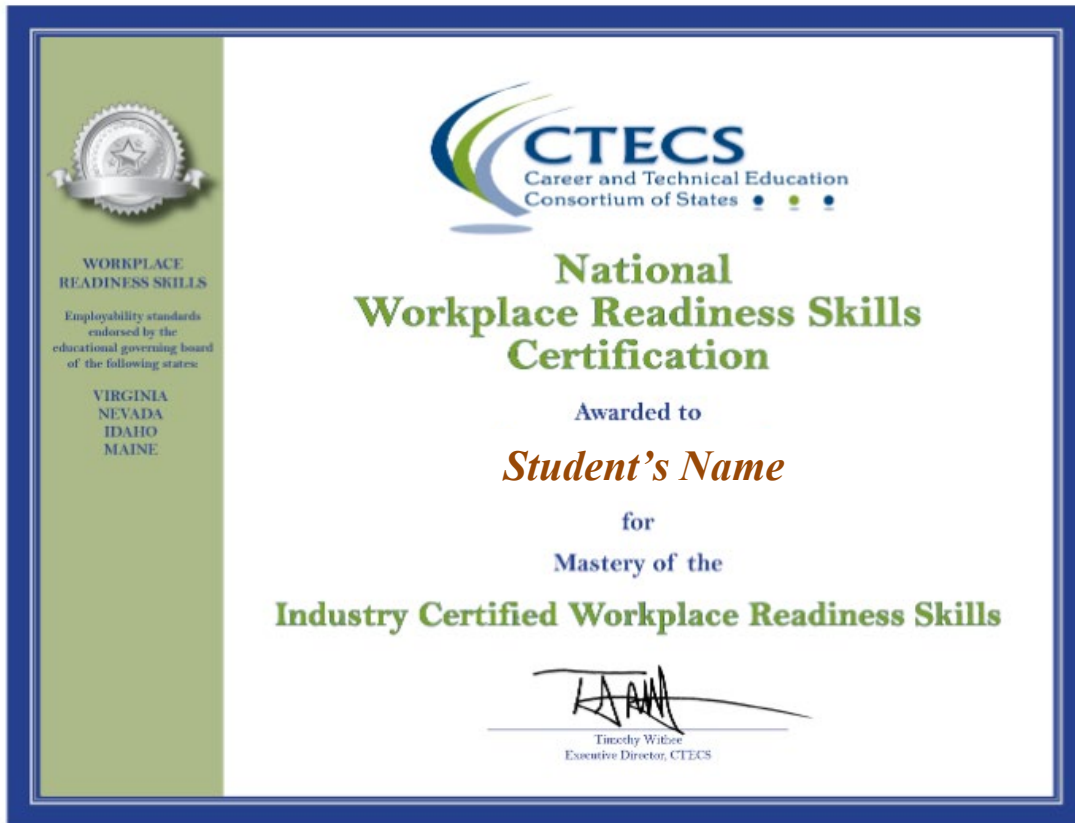 WORKPLACE
READINESS SKILLS
Employability standards
endorsed by the
educational governing board
of the following states:
VIRGINIA
NEVADA
IDAHO
MAINE
CTECS
Career and Technical Education
Consortium of States
National
Workplace Readiness Skills
Certification
Awarded to
Student’s Name
for
Mastery of the
Industry Certified Workplace Readiness Skills
Timothy Withee
Executive Director, CTECS